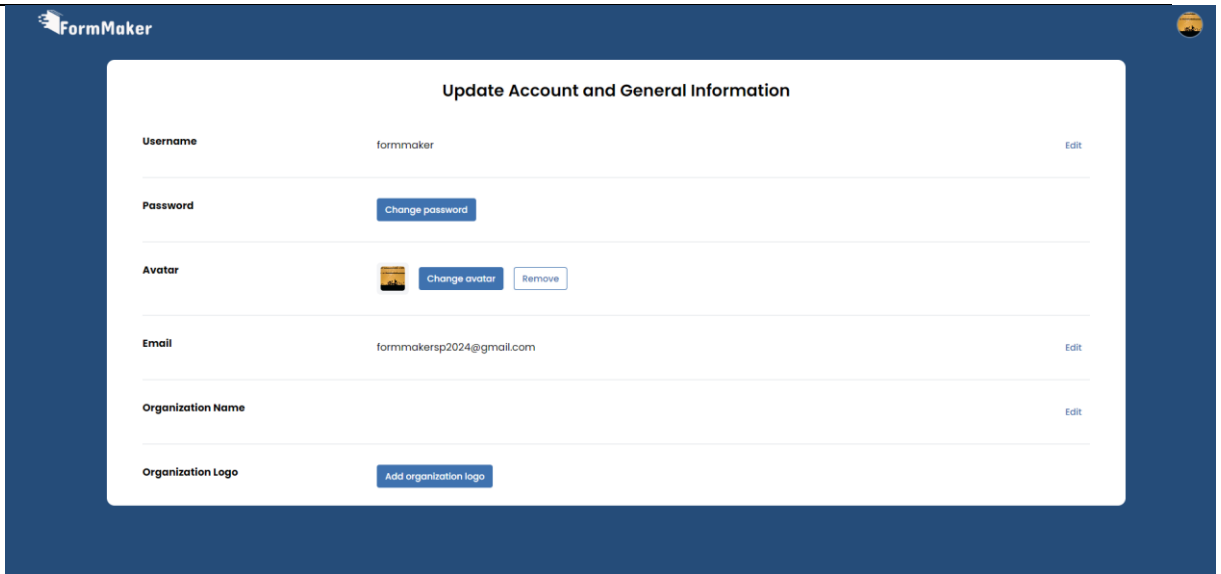 FormMaker
Update Account and General Information
Username formmaker Edit
Password Change password
Avatar Change avatar Remove
Email formmakersp2024@gmail.com Edit
Organization Name Edit
Organization Logo Add organization logo